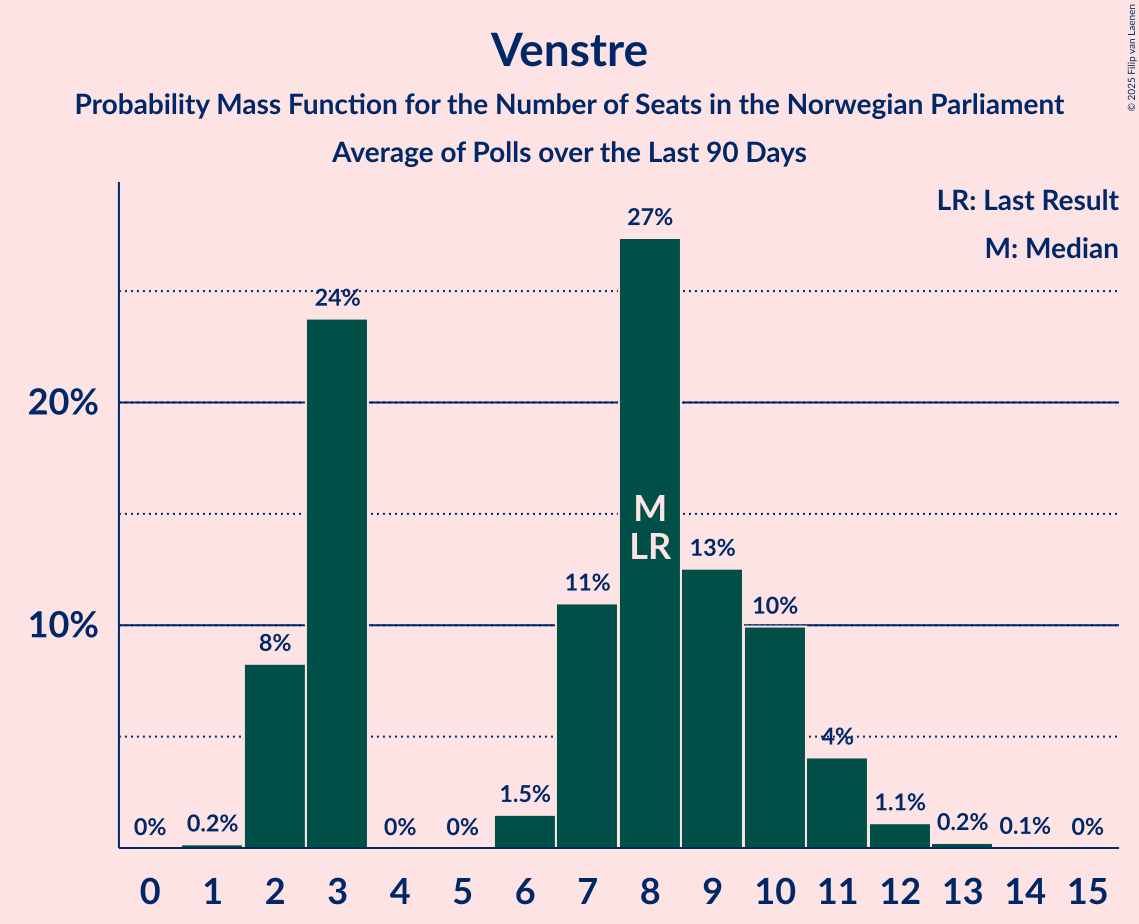 Venstre
Probability Mass Function for the Number of Seats in the Norwegian Parliament
Average of Polls over the Last 90 Days
© 2025 Filip van Laenen
LR: Last Result
M: Median
27%
24%
20%
M
LR
13%
11%
10%
10%
8%
4%
1.5%
1.1%
0% 0.2% 0% 0% 0.2% 0.1% 0%
0 1 2 3 4 5 6 7 8 9 10 11 12 13 14 15